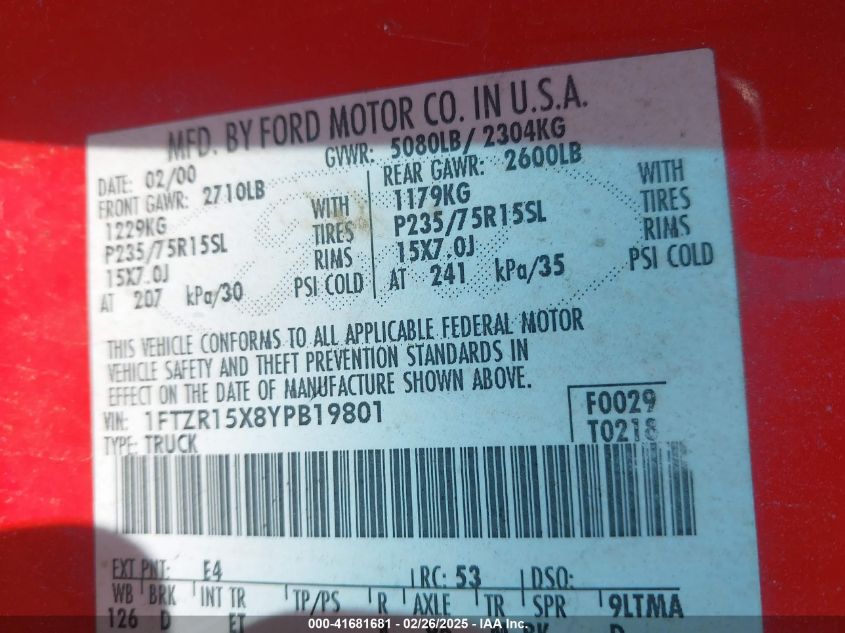 MFD. BY FORD MOTOR CO. IN U.S.A.
DATE: 02/00 GVWR: 5080LB/ 2304KG
FRONT GAWR: 2710LB REAR GAWR: 2600LB
1229KG WITH 1179KG WITH
P235/75R15SL TIRES P235/75R15SL TIRES
15X7.0J RIMS 15X7.0J RIMS
AT 207 kPa/30 PSI COLD AT 241 kPa/35 PSI COLD
THIS VEHICLE CONFORMS TO ALL APPLICABLE FEDERAL MOTOR
VEHICLE SAFETY AND THEFT PREVENTION STANDARDS IN
EFFECT ON THE DATE OF MANUFACTURE SHOWN ABOVE.
VIN: 1FTZR15X8YPB19801 F0029
TYPE: TRUCK T0218
EXT PNT: E4 RC: 53 DSO:
WB BRK INT TR TP/PS R AXLE TR SPR 9LTMA
126 D ET
00-41681681 - 02/26/2025 - IAA Inc.